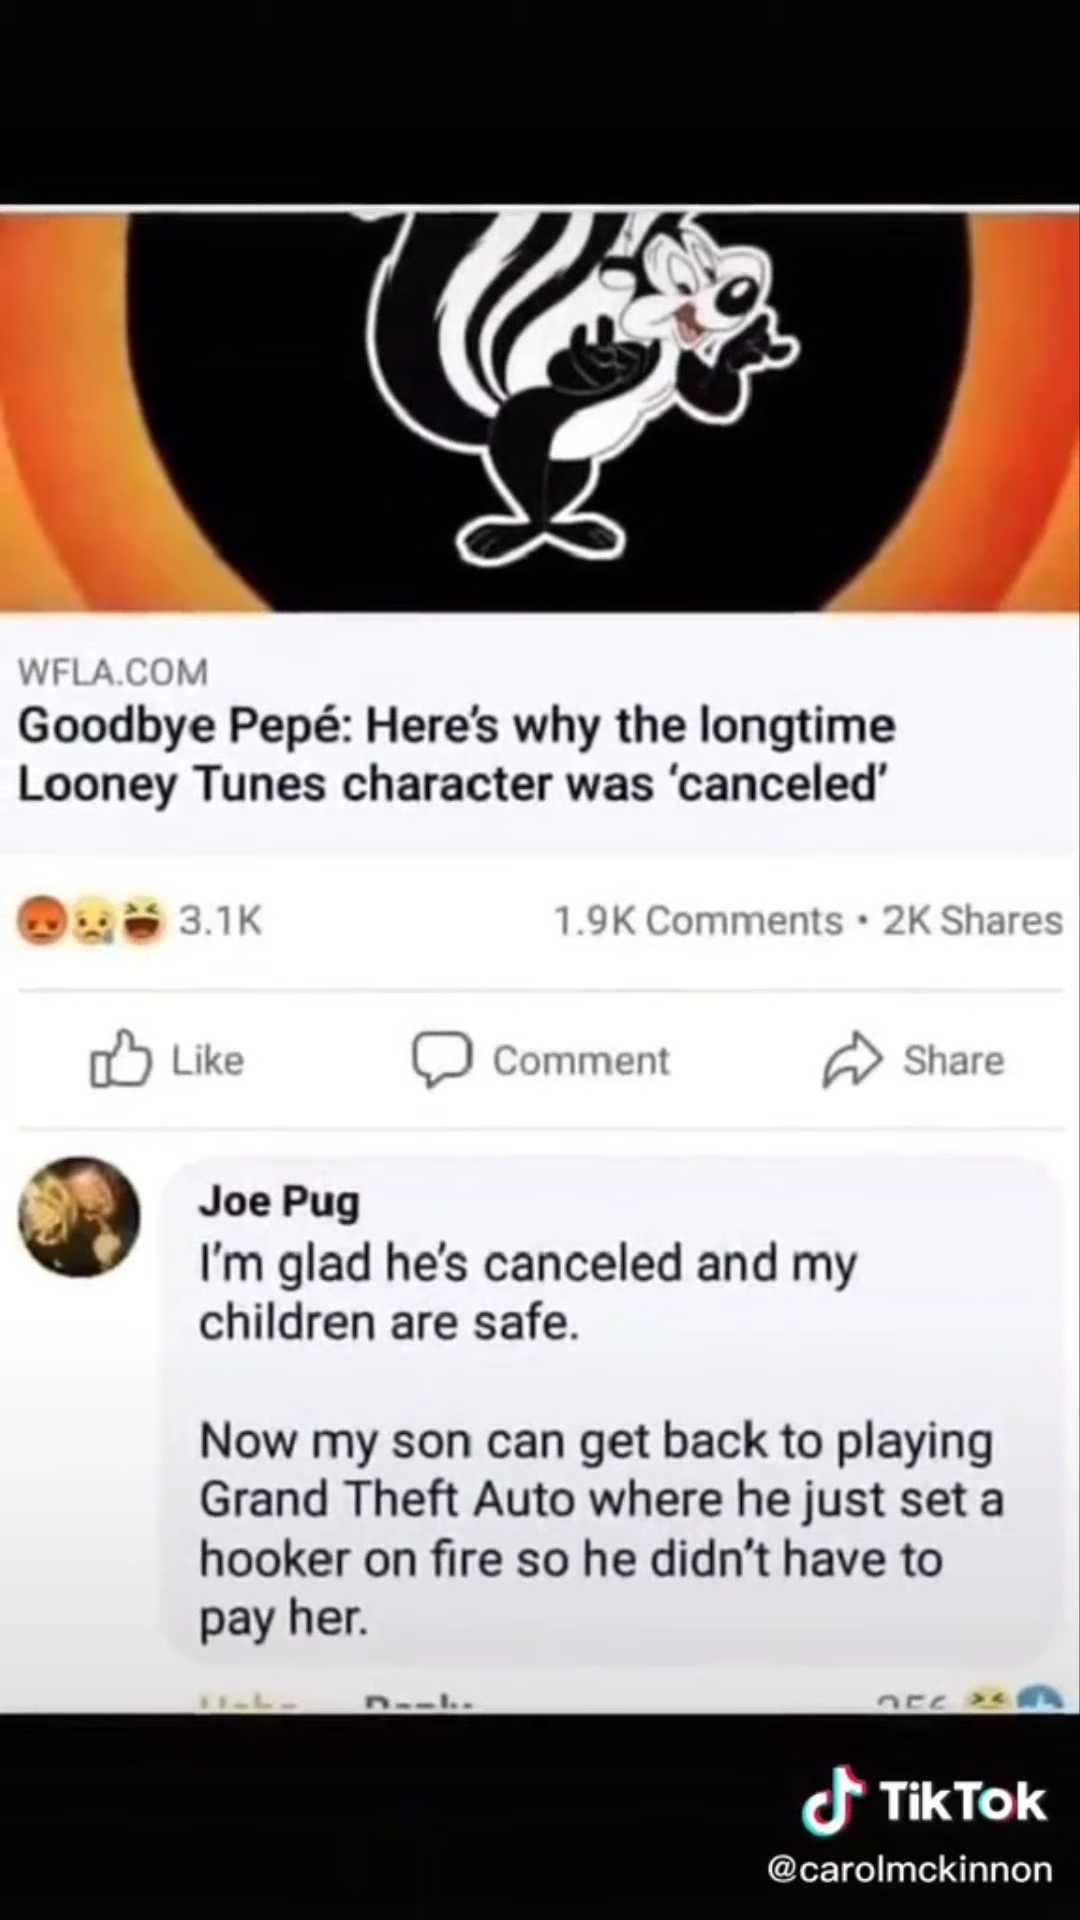 WFLA.COM
Goodbye Pepé: Here's why the longtime
Looney Tunes character was 'canceled'
3.1K 1.9K Comments • 2K Shares
Like Comment Share
Joe Pug
I'm glad he's canceled and my
children are safe.
Now my son can get back to playing
Grand Theft Auto where he just set a
hooker on fire so he didn't have to
pay her.
TikTok
@carolmckinnon